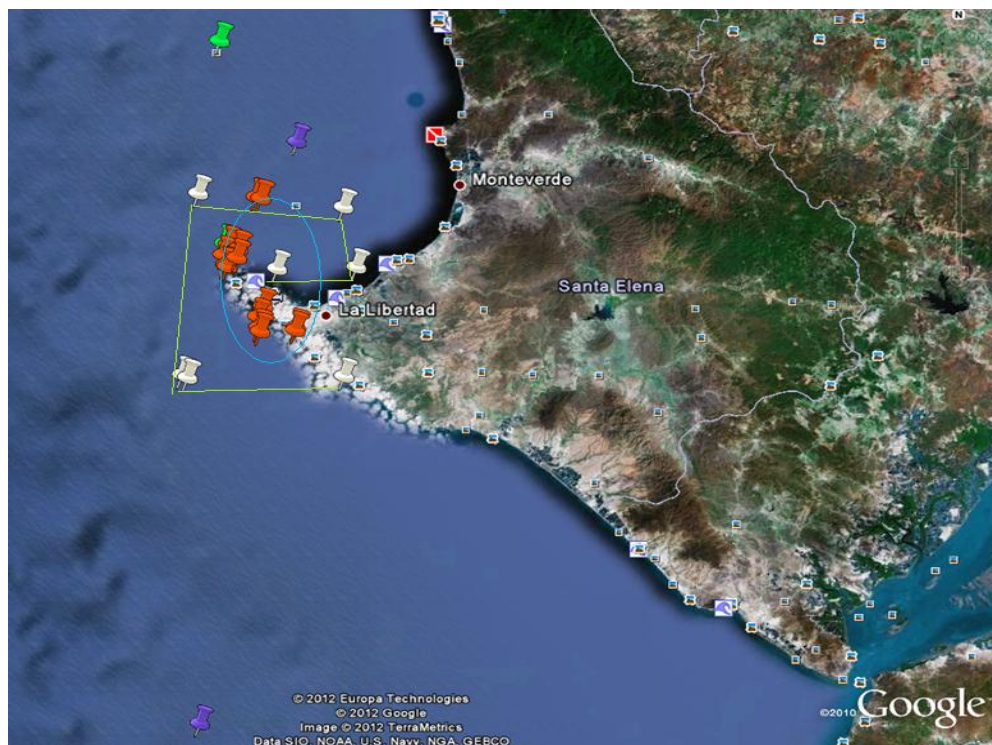 N
Monteverde
Santa Elena
La Libertad
© 2012 Europa Technologies
© 2012 Google
Image © 2012 TerraMetrics
Data SIO, NOAA, U.S. Navy, NGA, GEBCO
©2010 Google